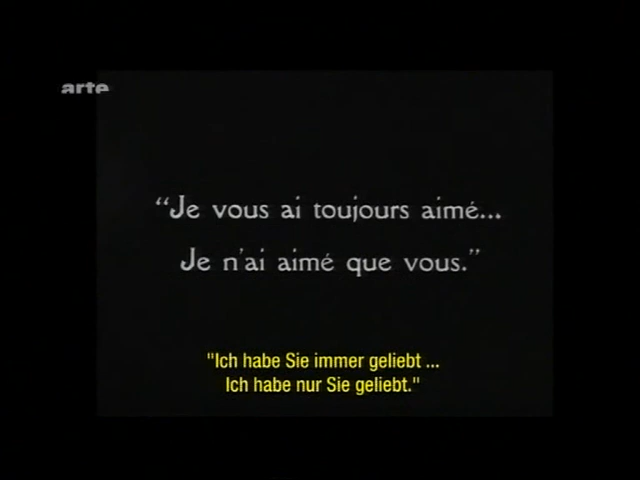 arte
“Je vous ai toujours aimé...
Je n'ai aimé que vous.”
"Ich habe Sie immer geliebt ...
Ich habe nur Sie geliebt."